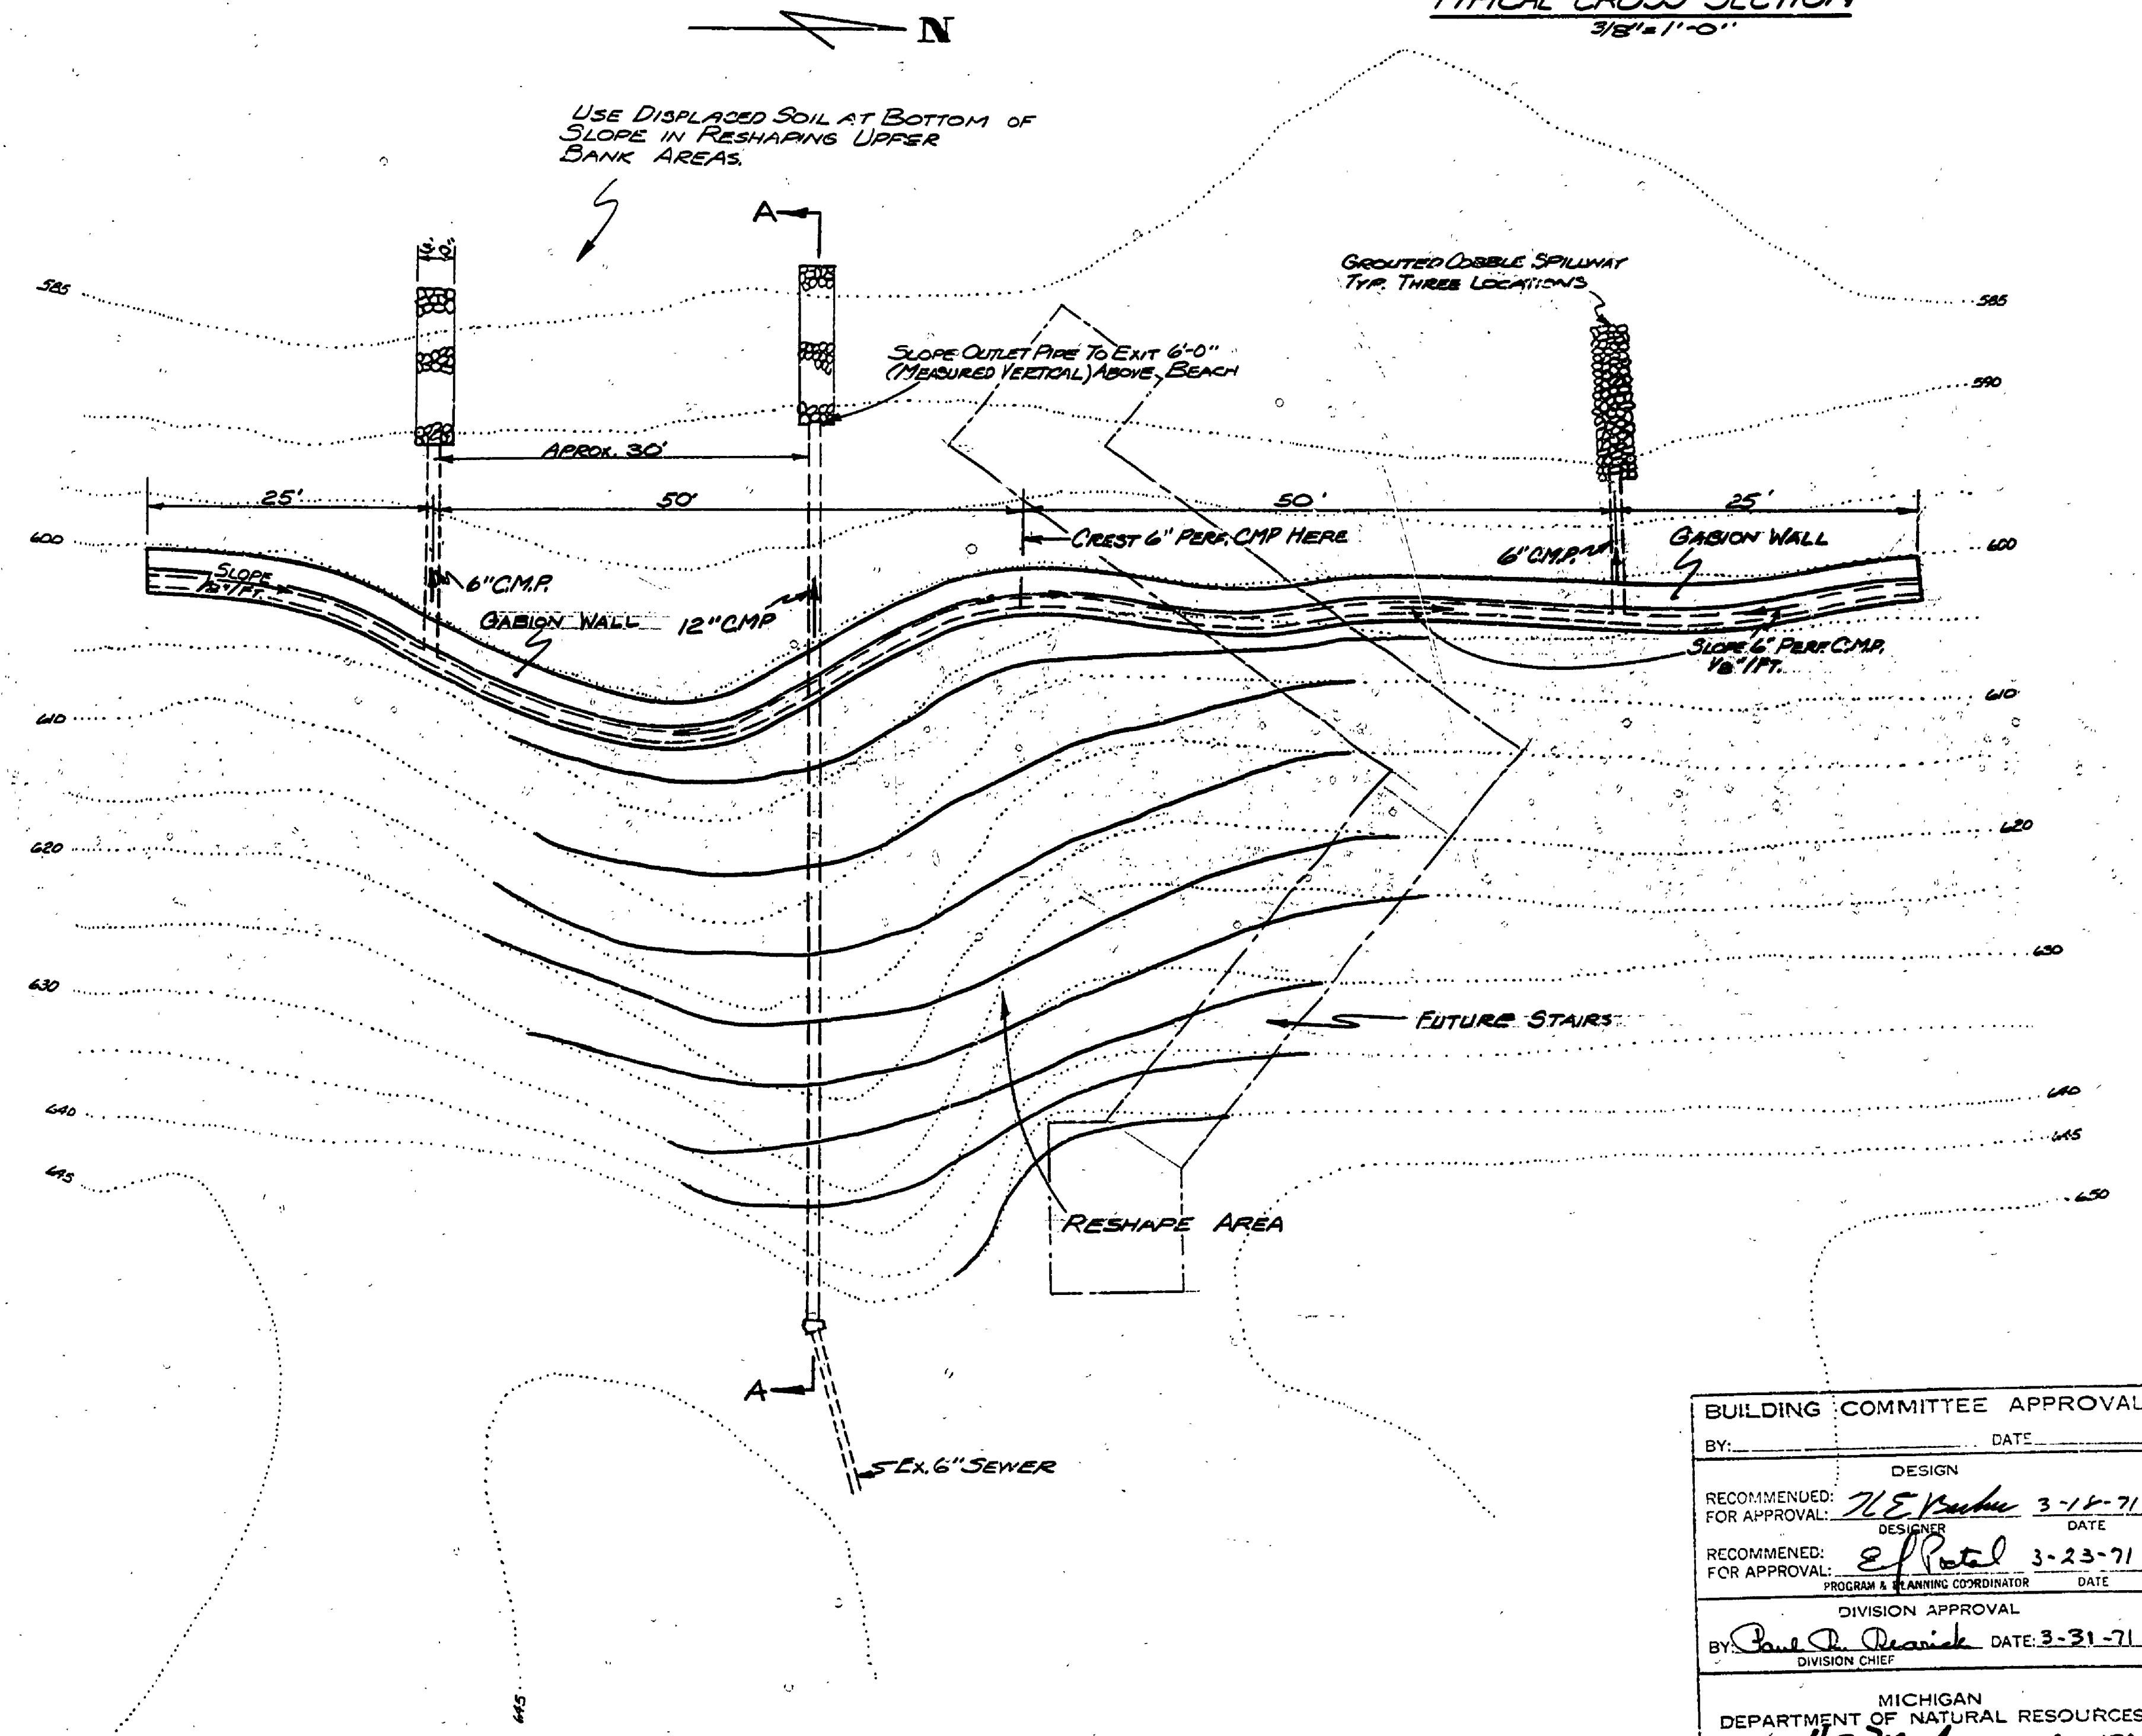 TYPICAL CROSS SECTION
3/8"=1'-0"
N
USE DISPLACED SOIL AT BOTTOM OF
SLOPE IN RESHAPING UPPER
BANK AREAS.
A
GROUTED COBBLE SPILLWAY
TYP. THREE LOCATIONS
585
585
SLOPE OUTLET PIPE TO EXIT 6'-0"
(MEASURED VERTICAL) ABOVE BEACH
590
APROX. 30'
25'
50'
50'
25'
CREST 6" PERF. CMP HERE
6" C.M.P.
GABION WALL
600
600
SLOPE
1/8"/FT.
6" C.M.P.
GABION WALL
12" CMP
SLOPE 6" PERF. C.M.P.
1/8"/FT.
610
610
620
620
630
630
FUTURE STAIRS
640
640
645
645
650
RESHAPE AREA
A
EX. 6" SEWER
645
BUILDING COMMITTEE APPROVAL
BY: DATE
DESIGN
RECOMMENDED:
FOR APPROVAL: 3-18-71
DESIGNER DATE
RECOMMENED:
FOR APPROVAL: 3-23-71
PROGRAM & PLANNING COORDINATOR DATE
DIVISION APPROVAL
BY: Paul DATE: 3-31-71
DIVISION CHIEF
MICHIGAN
DEPARTMENT OF NATURAL RESOURCES